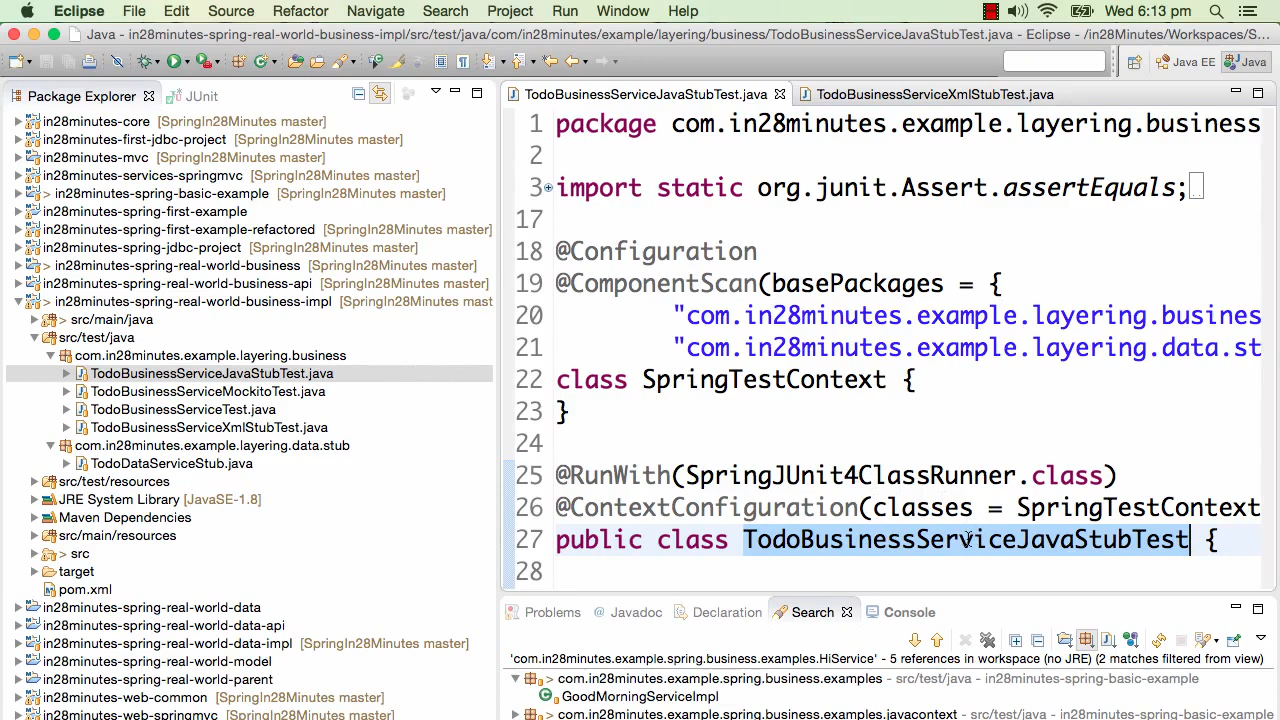 Eclipse File Edit Source Refactor Navigate Search Project Run Window Help Wed 6:13 pm
Java - in28minutes-spring-real-world-business-impl/src/test/java/com/in28minutes/example/layering/business/TodoBusinessServiceJavaStubTest.java - Eclipse - /in28Minutes/Workspaces/S...
Java EE Java
Package Explorer JUnit
in28minutes-core [SpringIn28Minutes master]
in28minutes-first-jdbc-project [SpringIn28Minutes master]
in28minutes-mvc [SpringIn28Minutes master]
in28minutes-services-springmvc [SpringIn28Minutes master]
> in28minutes-spring-basic-example [SpringIn28Minutes master]
in28minutes-spring-first-example
in28minutes-spring-first-example-refactored [SpringIn28Minutes master]
in28minutes-spring-jdbc-project [SpringIn28Minutes master]
> in28minutes-spring-real-world-business [SpringIn28Minutes master]
in28minutes-spring-real-world-business-api [SpringIn28Minutes master]
> in28minutes-spring-real-world-business-impl [SpringIn28Minutes mast
> src/main/java
src/test/java
com.in28minutes.example.layering.business
TodoBusinessServiceJavaStubTest.java
TodoBusinessServiceMockitoTest.java
TodoBusinessServiceTest.java
TodoBusinessServiceXmlStubTest.java
com.in28minutes.example.layering.data.stub
TodoDataServiceStub.java
src/test/resources
JRE System Library [JavaSE-1.8]
Maven Dependencies
src/main/resources
> src
target
pom.xml
in28minutes-spring-real-world-data
in28minutes-spring-real-world-data-api
in28minutes-spring-real-world-data-impl [SpringIn28Minutes master]
in28minutes-spring-real-world-model
in28minutes-spring-real-world-parent
in28minutes-web-common [SpringIn28Minutes master]
in28minutes-web-springmvc [SpringIn28Minutes master]
TodoBusinessServiceJavaStubTest.java TodoBusinessServiceXmlStubTest.java
1 package com.in28minutes.example.layering.business
2
3 import static org.junit.Assert.assertEquals;
17
18 @Configuration
19 @ComponentScan(basePackages = {
20 "com.in28minutes.example.layering.busines
21 "com.in28minutes.example.layering.data.st
22 class SpringTestContext {
23 }
24
25 @RunWith(SpringJUnit4ClassRunner.class)
26 @ContextConfiguration(classes = SpringTestContext
27 public class TodoBusinessServiceJavaStubTest {
28
Problems @ Javadoc Declaration Search Console
'com.in28minutes.example.spring.business.examples.HiService' - 5 references in workspace (no JRE) (2 matches filtered from view)
> com.in28minutes.example.spring.business.examples - src/test/java - in28minutes-spring-basic-example
GoodMorningServiceImpl
> com.in28minutes.example.spring.business.examples.javacontext - src/test/java - in28minutes-spring-basic-exam